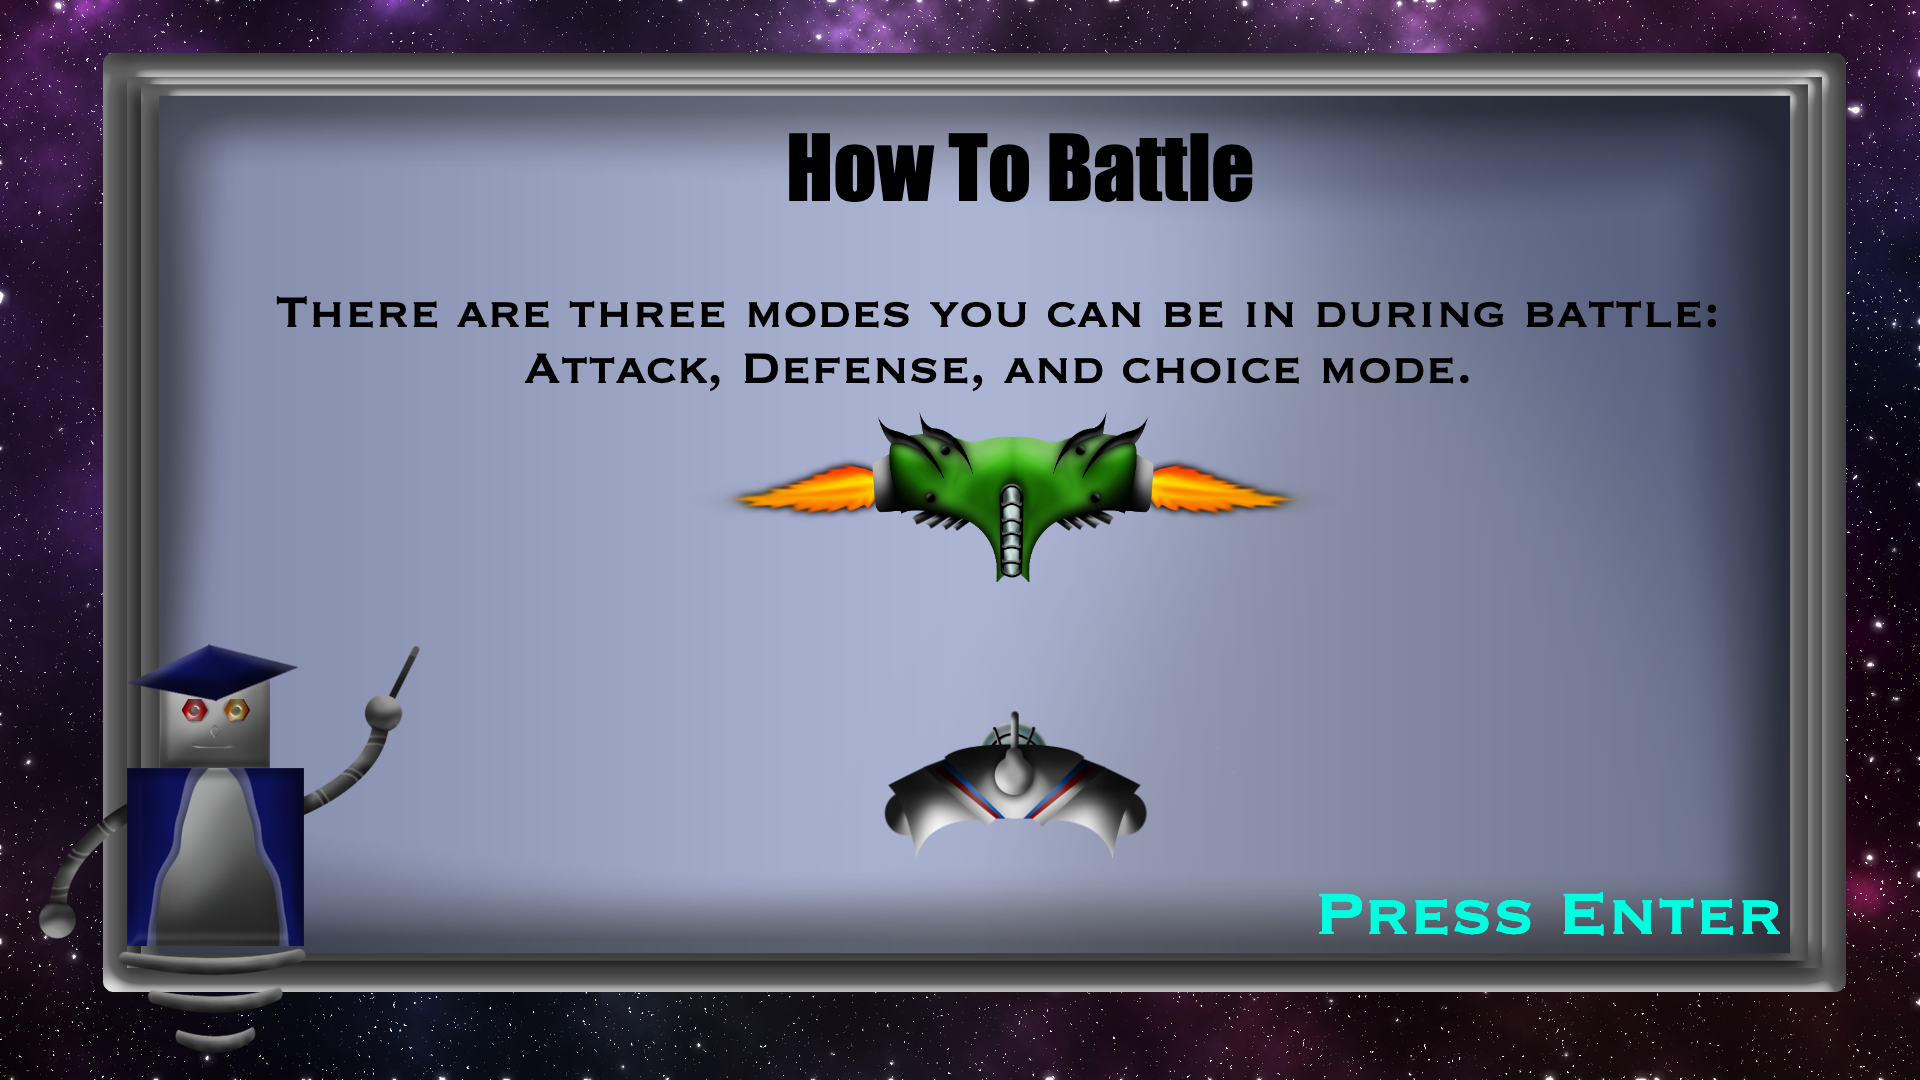 How To Battle
There are three modes you can be in during battle:
Attack, Defense, and choice mode.
Press Enter